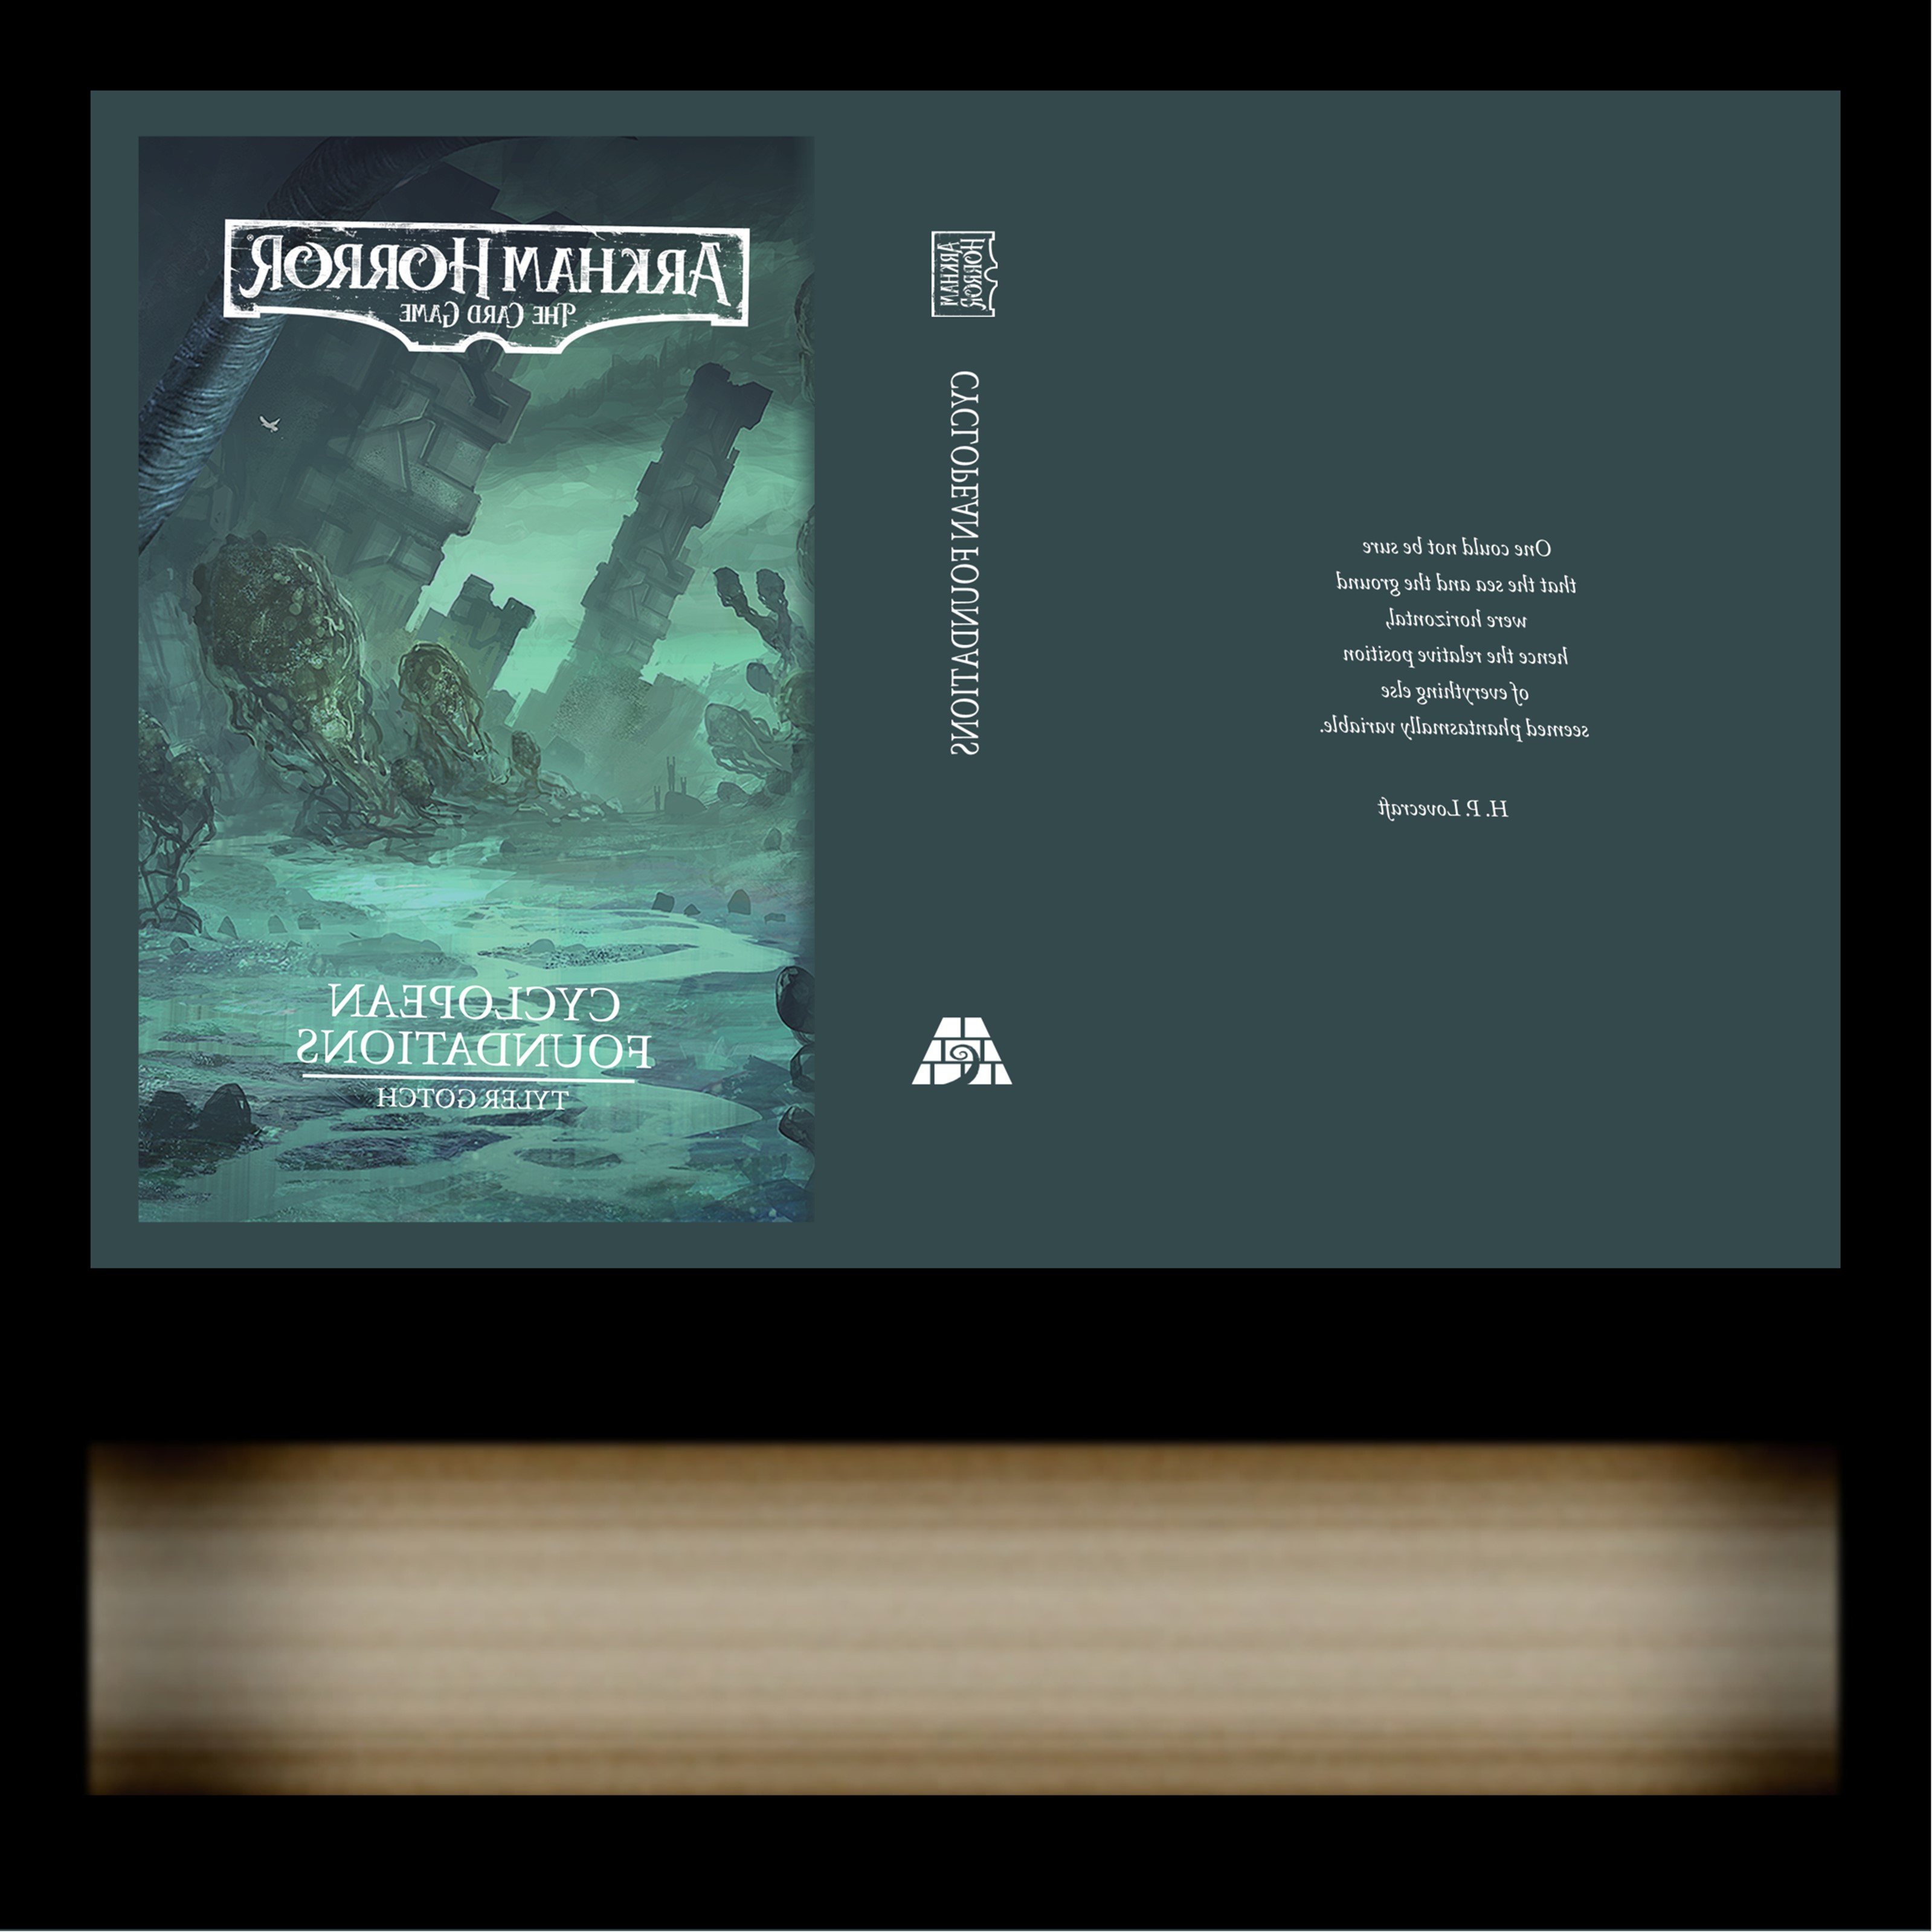 ARKHAM HORROR
THE CARD GAME
CYCLOPEAN
FOUNDATIONS
TYLER GOTCH
ARKHAM
HORROR
CYCLOPEAN FOUNDATIONS
One could not be sure
that the sea and the ground
were horizontal,
hence the relative position
of everything else
seemed phantasmally variable.
H. P. Lovecraft